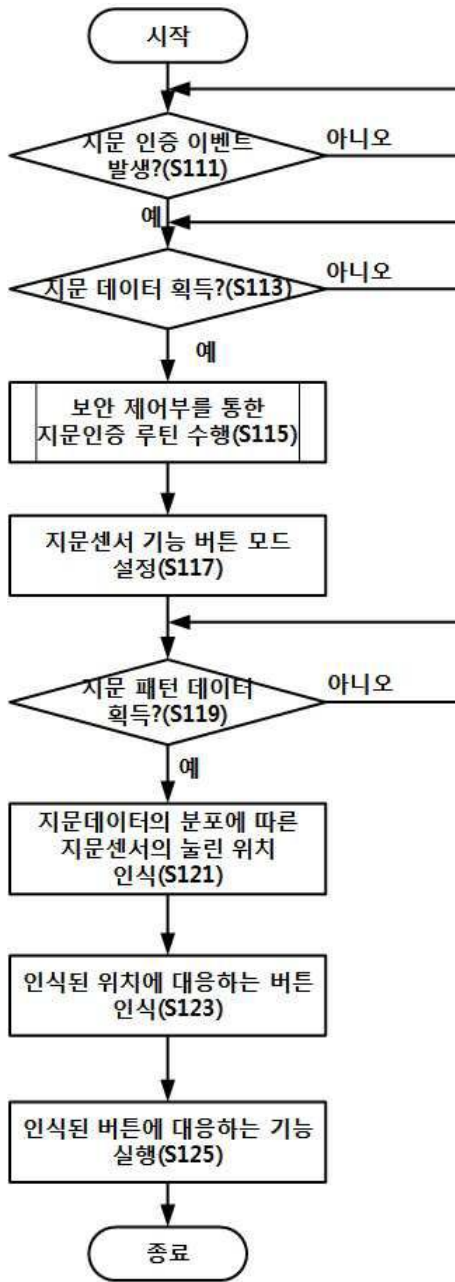 시작
지문 인증 이벤트
발생?(S111)
아니오
예
지문 데이터 획득?(S113)
아니오
예
보안 제어부를 통한
지문인증 루틴 수행(S115)
지문센서 기능 버튼 모드
설정(S117)
지문 패턴 데이터
획득?(S119)
아니오
예
지문데이터의 분포에 따른
지문센서의 눌린 위치
인식(S121)
인식된 위치에 대응하는 버튼
인식(S123)
인식된 버튼에 대응하는 기능
실행(S125)
종료